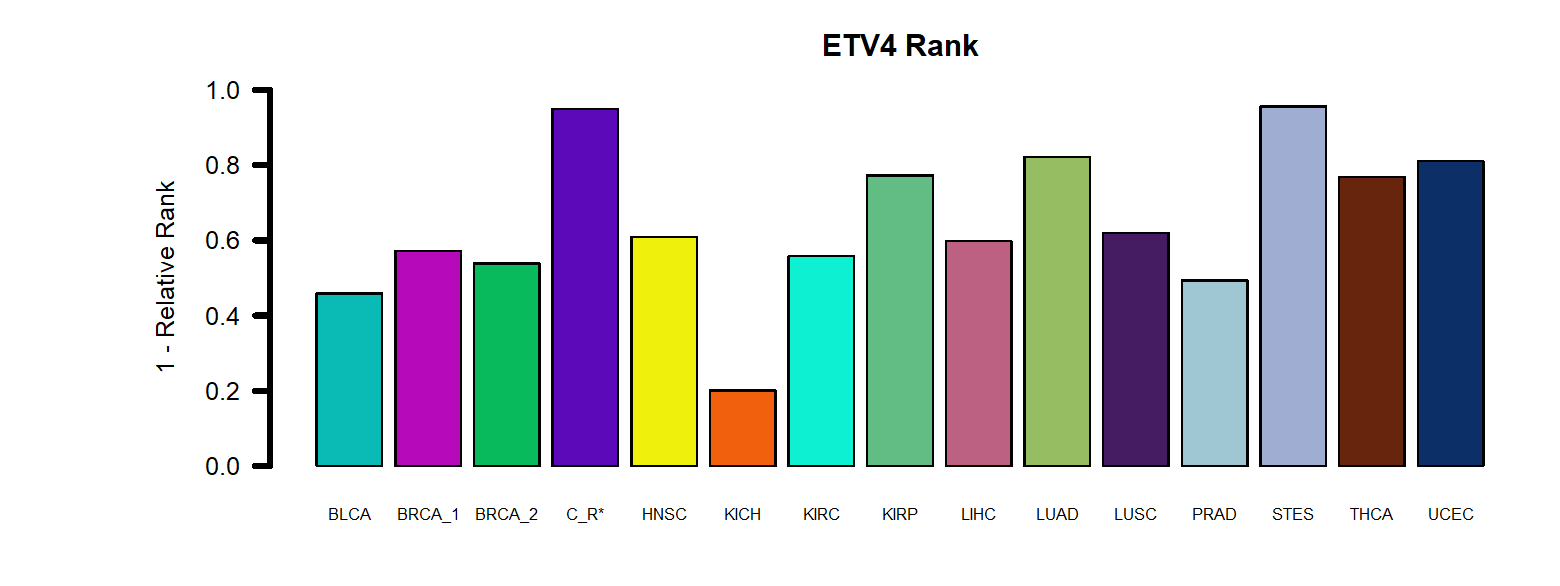 ETV4 Rank
1 - Relative Rank
1.0
0.8
0.6
0.4
0.2
0.0
BLCA BRCA_1 BRCA_2 C_R* HNSC KICH KIRC KIRP LIHC LUAD LUSC PRAD STES THCA UCEC